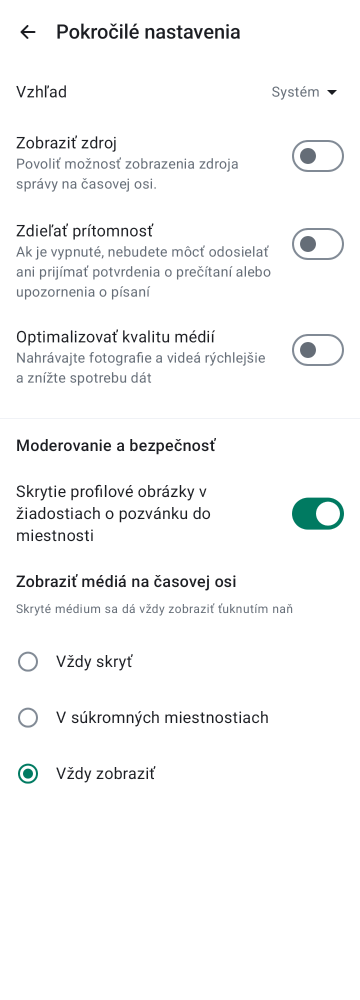 Pokročilé nastavenia
Vzhľad
Systém
Zobraziť zdroj
Povoliť možnosť zobrazenia zdroja
správy na časovej osi.
Zdieľať prítomnosť
Ak je vypnuté, nebudete môcť odosielať
ani prijímať potvrdenia o prečítaní alebo
upozornenia o písaní
Optimalizovať kvalitu médií
Nahrávajte fotografie a videá rýchlejšie
a znížte spotrebu dát
Moderovanie a bezpečnosť
Skrytie profilové obrázky v
žiadostiach o pozvánku do
miestnosti
Zobraziť médiá na časovej osi
Skryté médium sa dá vždy zobraziť ťuknutím naň
Vždy skryť
V súkromných miestnostiach
Vždy zobraziť